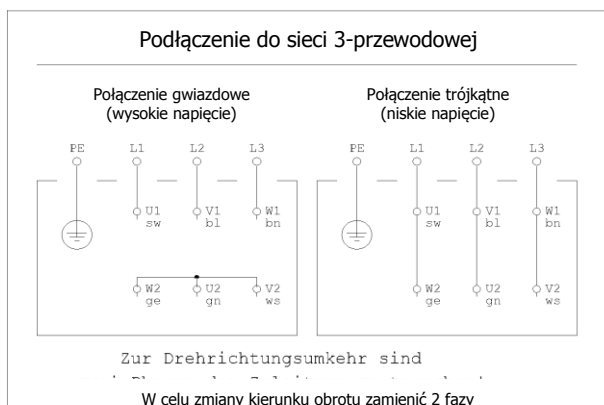 Podłączenie do sieci 3-przewodowej
Połączenie gwiazdowe
(wysokie napięcie)
PE L1 L2 L3
U1 V1 W1
sw bl bn
W2 U2 V2
ge gn ws
Połączenie trójkątne
(niskie napięcie)
PE L1 L2 L3
U1 V1 W1
sw bl bn
W2 U2 V2
ge gn ws
Zur Drehrichtungsumkehr sind
W celu zmiany kierunku obrotu zamienić 2 fazy